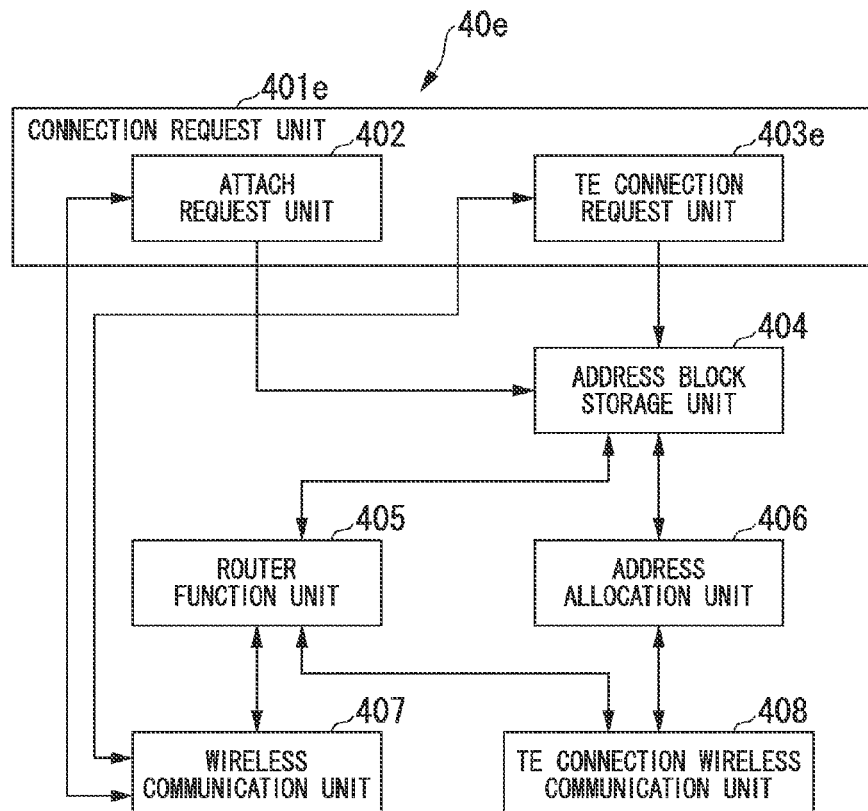 40e
401e
CONNECTION REQUEST UNIT
402
ATTACH
REQUEST UNIT
403e
TE CONNECTION
REQUEST UNIT
404
ADDRESS BLOCK
STORAGE UNIT
405
ROUTER
FUNCTION UNIT
406
ADDRESS
ALLOCATION UNIT
407
WIRELESS
COMMUNICATION UNIT
408
TE CONNECTION WIRELESS
COMMUNICATION UNIT